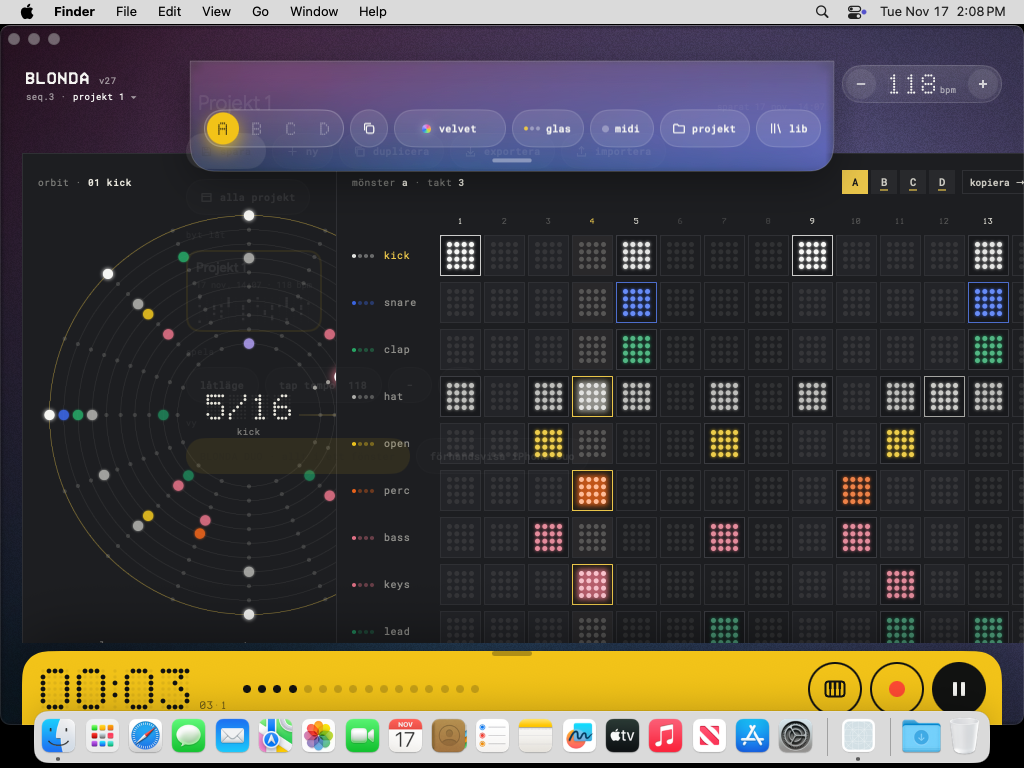 Finder File Edit View Go Window Help Tue Nov 17 2:08 PM
BLONDA v27
seq.3 · projekt 1
Projekt 1
A B C D velvet glas midi projekt lib
118 bpm
+ ny duplicera exportera importera
orbit · 01 kick
mönster a · takt 3
A B C D kopiera →
alla projekt
1 2 3 4 5 6 7 8 9 10 11 12 13
kick
Projekt 1
snare
clap
låtläge tap tempo 118
hat
5/16
kick
open
perc
bass
keys
lead
00:03
03·1
NOV
17
tv